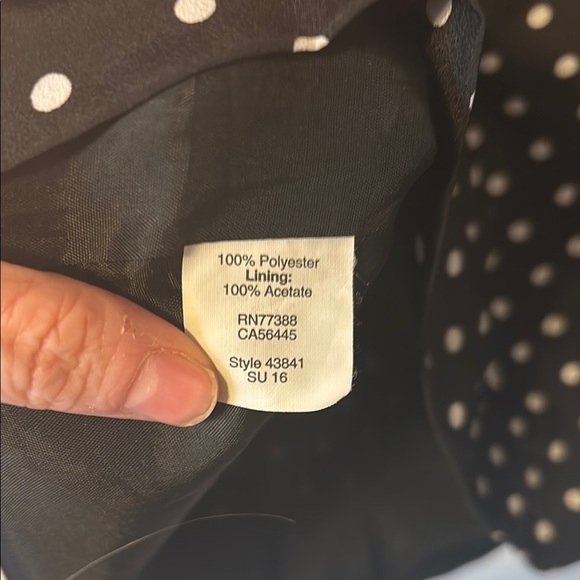 100% Polyester
Lining:
100% Acetate
RN77388
CA56445
Style 43841
SU 16